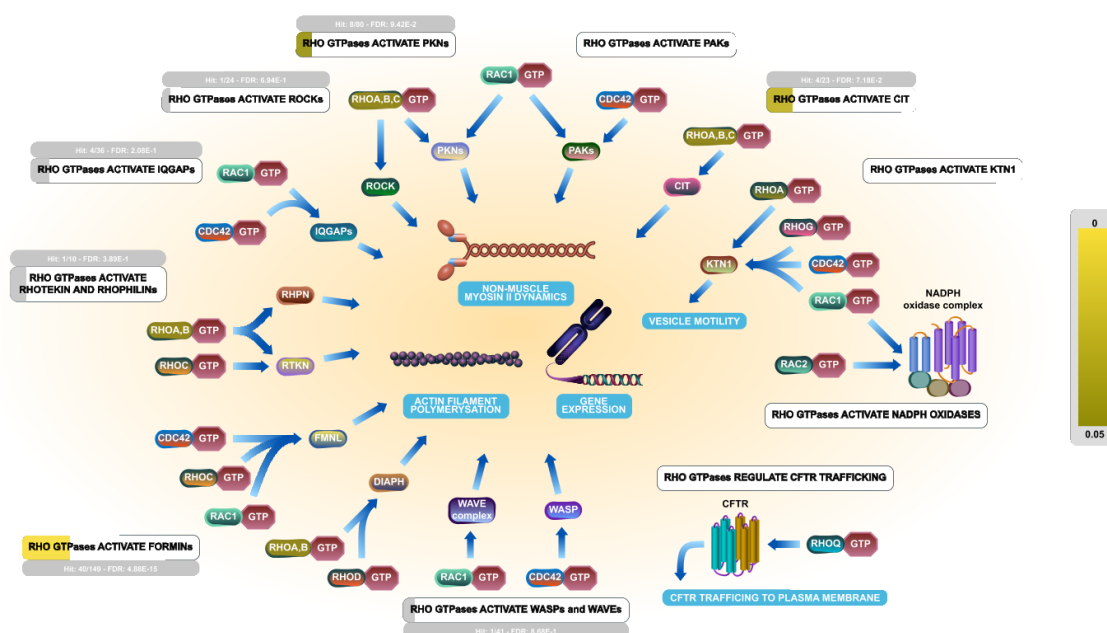 Hit: 8/80 - FDR: 9.42E-2
RHO GTPases ACTIVATE PKNs
RHO GTPases ACTIVATE PAKs
Hit: 1/24 - FDR: 6.94E-1
RHO GTPases ACTIVATE ROCKs
RAC1 GTP
Hit: 4/23 - FDR: 7.18E-2
RHO GTPases ACTIVATE CIT
RHOA,B,C GTP
CDC42 GTP
RHOA,B,C GTP
PKNs
PAKs
Hit: 4/36 - FDR: 2.08E-1
RHO GTPases ACTIVATE IQGAPs
RAC1 GTP
ROCK
CIT
RHO GTPases ACTIVATE KTN1
RHOA GTP
CDC42 GTP
IQGAPs
RHOG GTP
KTN1
CDC42 GTP
Hit: 1/10 - FDR: 3.89E-1
RHO GTPases ACTIVATE
RHOTEKIN AND RHOPHILINs
RHPN
NON-MUSCLE
MYOSIN II DYNAMICS
RAC1 GTP
NADPH
oxidase complex
VESICLE MOTILITY
RHOA,B GTP
RHOC GTP
RTKN
RAC2 GTP
ACTIN FILAMENT
POLYMERYSATION
GENE
EXPRESSION
RHO GTPases ACTIVATE NADPH OXIDASES
CDC42 GTP
FMNL
RHOC GTP
RAC1 GTP
DIAPH
RHO GTPases REGULATE CFTR TRAFFICKING
WAVE
complex
WASP
CFTR
RHO GTPases ACTIVATE FORMINs
Hit: 40/149 - FDR: 4.88E-15
RHOA,B GTP
RHOQ GTP
RHOD GTP
RAC1 GTP
CDC42 GTP
CFTR TRAFFICING TO PLASMA MEMBRANE
RHO GTPases ACTIVATE WASPs and WAVEs
0
0.05